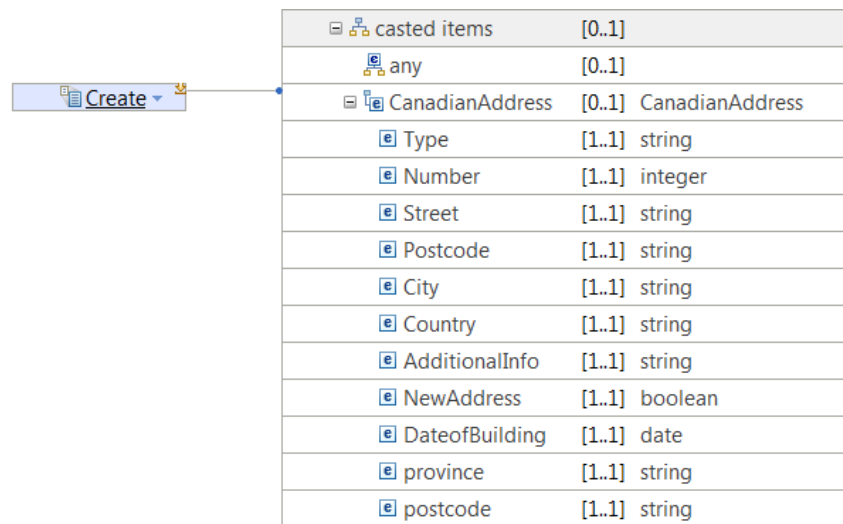 casted items [0..1]
any [0..1]
Create
CanadianAddress [0..1] CanadianAddress
Type [1..1] string
Number [1..1] integer
Street [1..1] string
Postcode [1..1] string
City [1..1] string
Country [1..1] string
AdditionalInfo [1..1] string
NewAddress [1..1] boolean
DateofBuilding [1..1] date
province [1..1] string
postcode [1..1] string